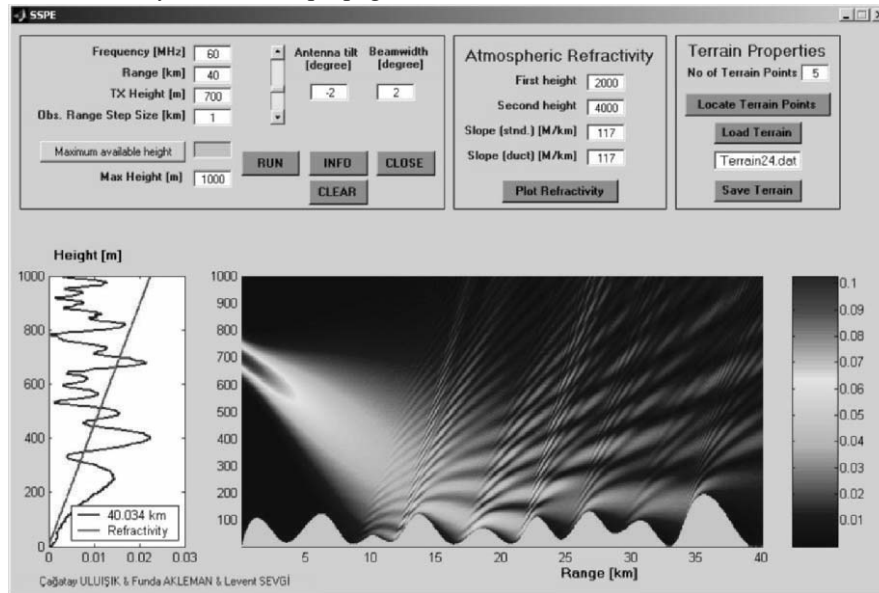 SSPE
Frequency [MHz] 60
Range [km] 40
TX Height [m] 700
Obs. Range Step Size [km] 1
Maximum available height
Max Height [m] 1000
Antenna tilt [degree]
-2
Beamwidth [degree]
2
RUN INFO CLOSE
CLEAR
Atmospheric Refractivity
First height 2000
Second height 4000
Slope (stnd.) [M/km] 117
Slope (duct) [M/km] 117
Plot Refractivity
Terrain Properties
No of Terrain Points 5
Locate Terrain Points
Load Terrain
Terrain24.dat
Save Terrain
Height [m]
1000
800
600
400
200
0
0 0.01 0.02 0.03
40.034 km
Refractivity
1000
900
800
700
600
500
400
300
200
100
5 10 15 20 25 30 35 40
Range [km]
0.1
0.09
0.08
0.07
0.06
0.05
0.04
0.03
0.02
0.01
Çağatay ULUIŞIK & Funda AKLEMAN & Levent SEVGİ